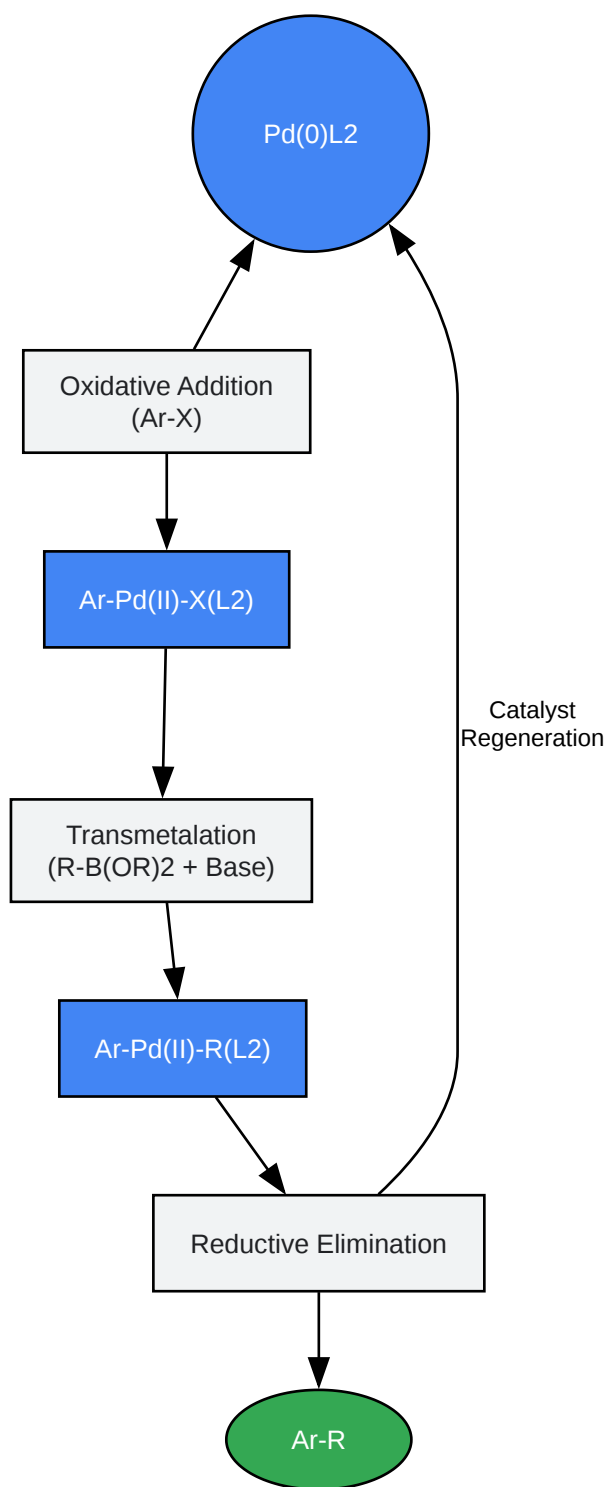 Pd(0)L2
Oxidative Addition
(Ar-X)
Ar-Pd(II)-X(L2)
Catalyst
Regeneration
Transmetalation
(R-B(OR)2 + Base)
Ar-Pd(II)-R(L2)
Reductive Elimination
Ar-R